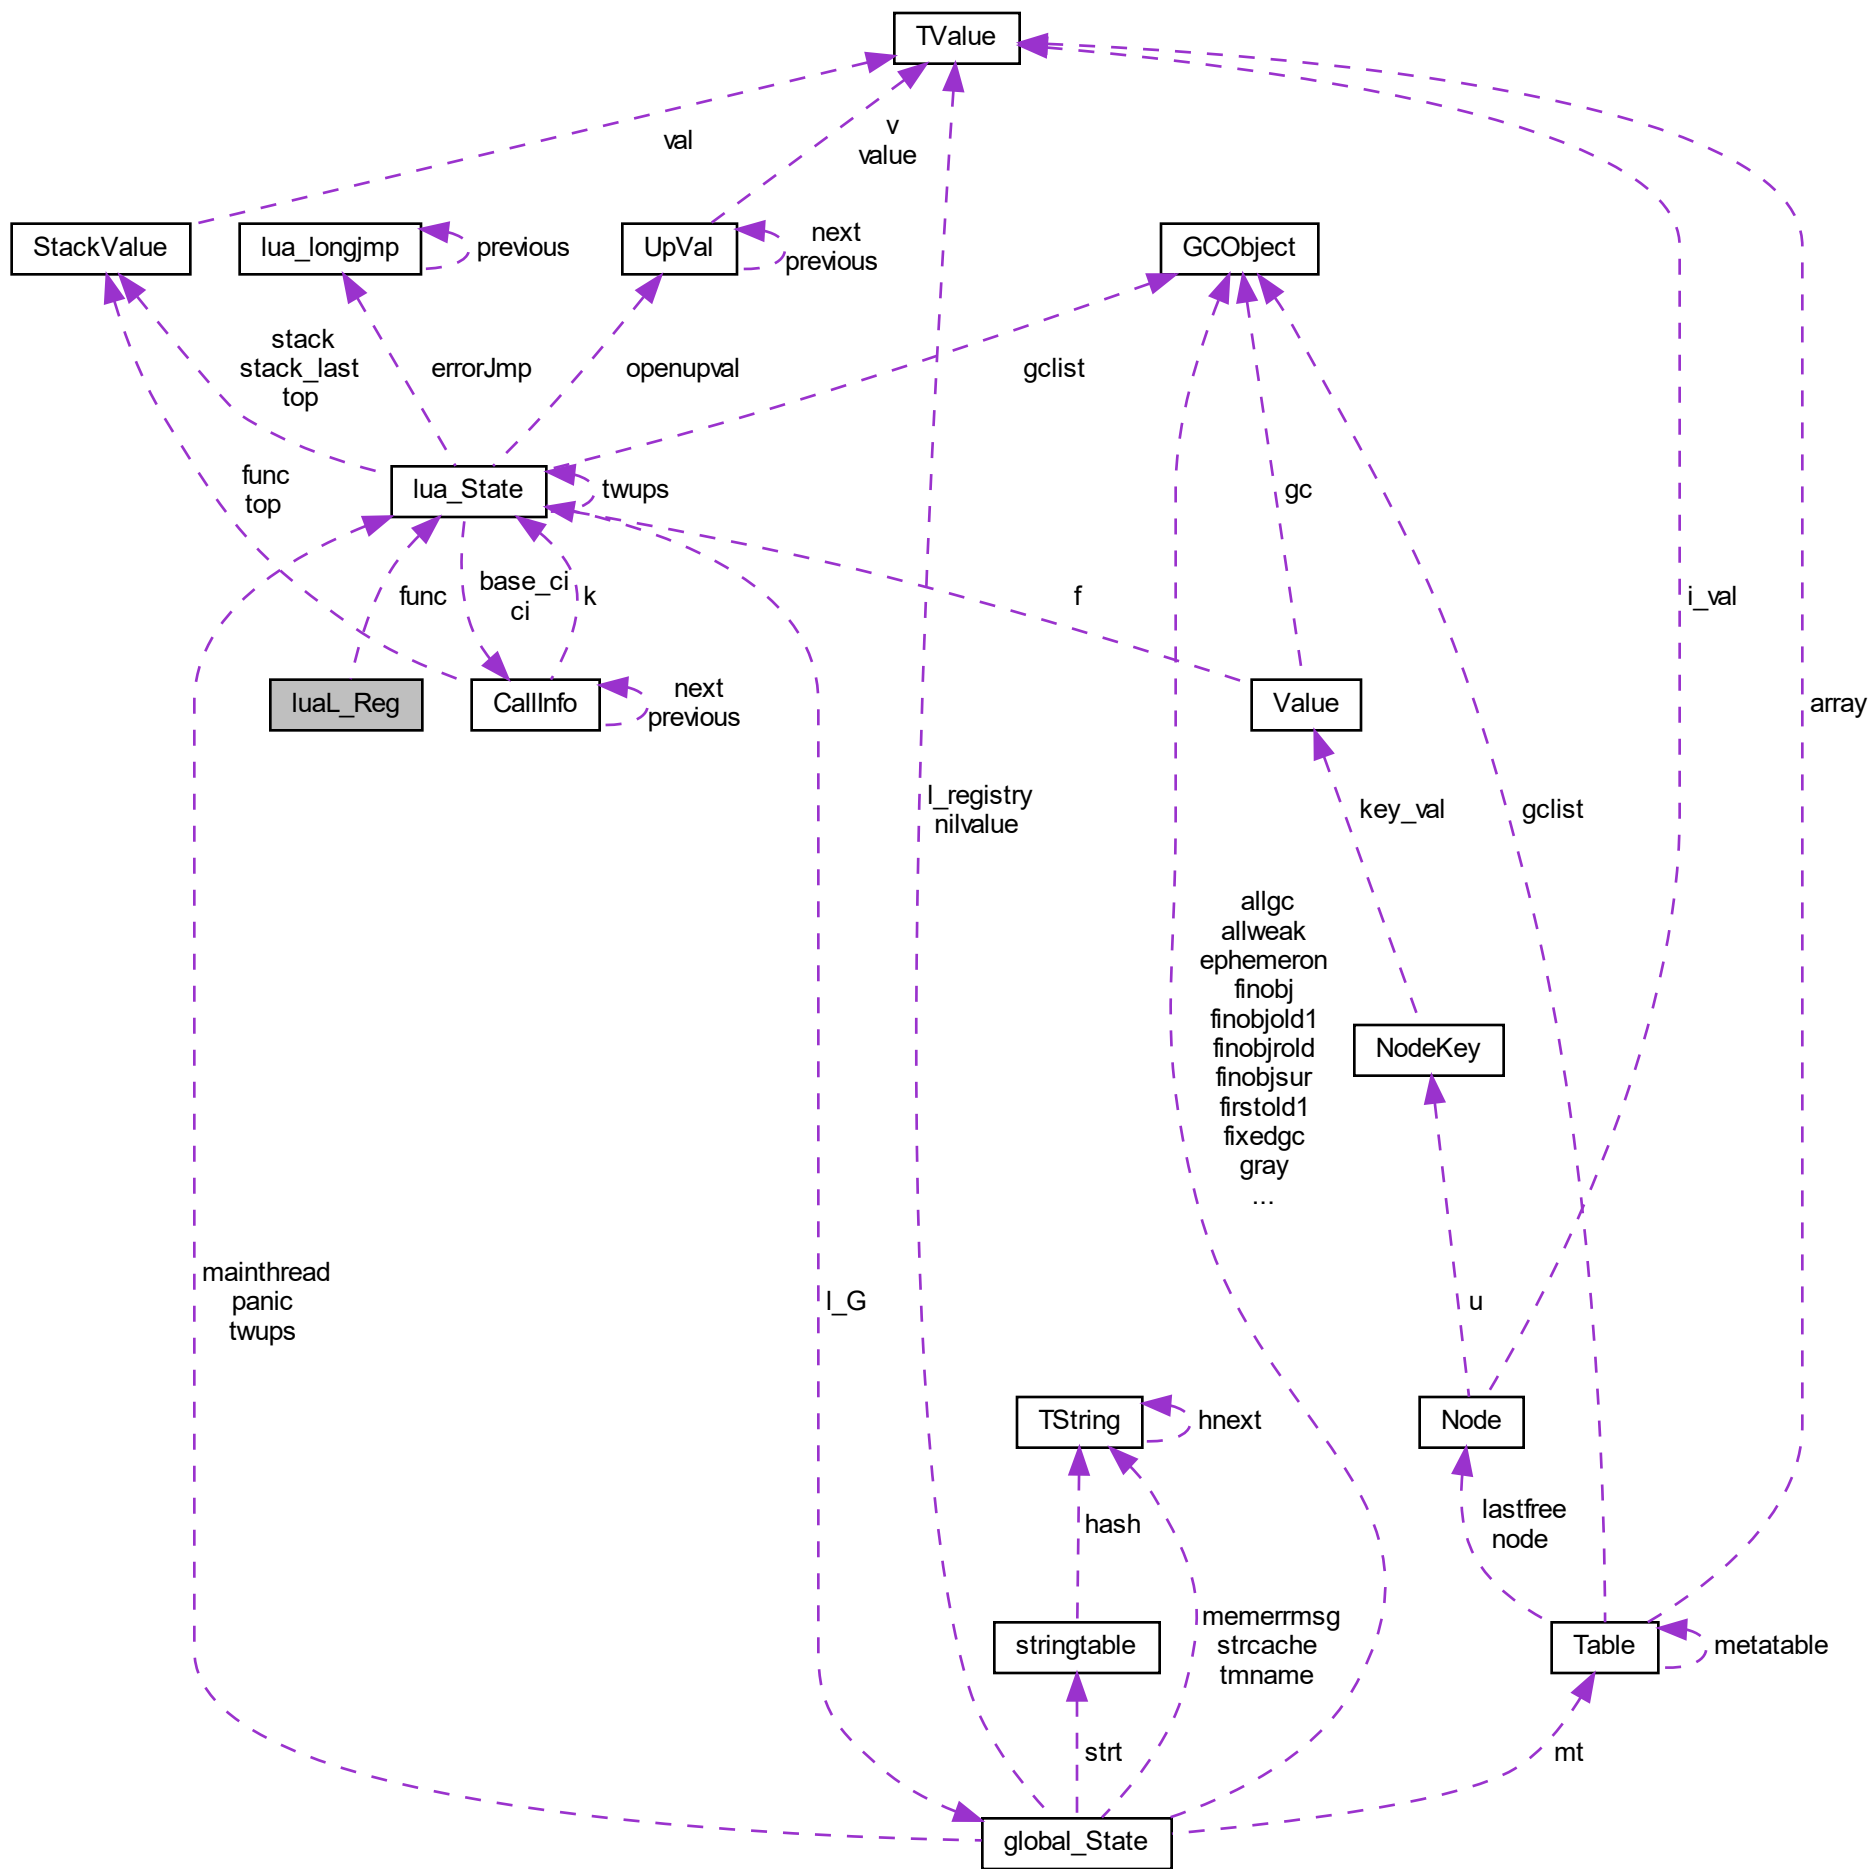 TValue
val
v
value
StackValue
lua_longjmp
previous
UpVal
next
previous
GCObject
stack
stack_last
top
errorJmp
openupval
gclist
func
top
lua_State
twups
gc
func
base_ci
ci
k
f
i_val
luaL_Reg
CallInfo
next
previous
Value
array
l_registry
nilvalue
key_val
gclist
allgc
allweak
ephemeron
finobj
finobjold1
finobjrold
finobjsur
firstold1
fixedgc
gray
...
NodeKey
mainthread
panic
twups
l_G
u
TString
hnext
Node
hash
lastfree
node
stringtable
memerrmsg
strcache
tmname
Table
metatable
strt
mt
global_State